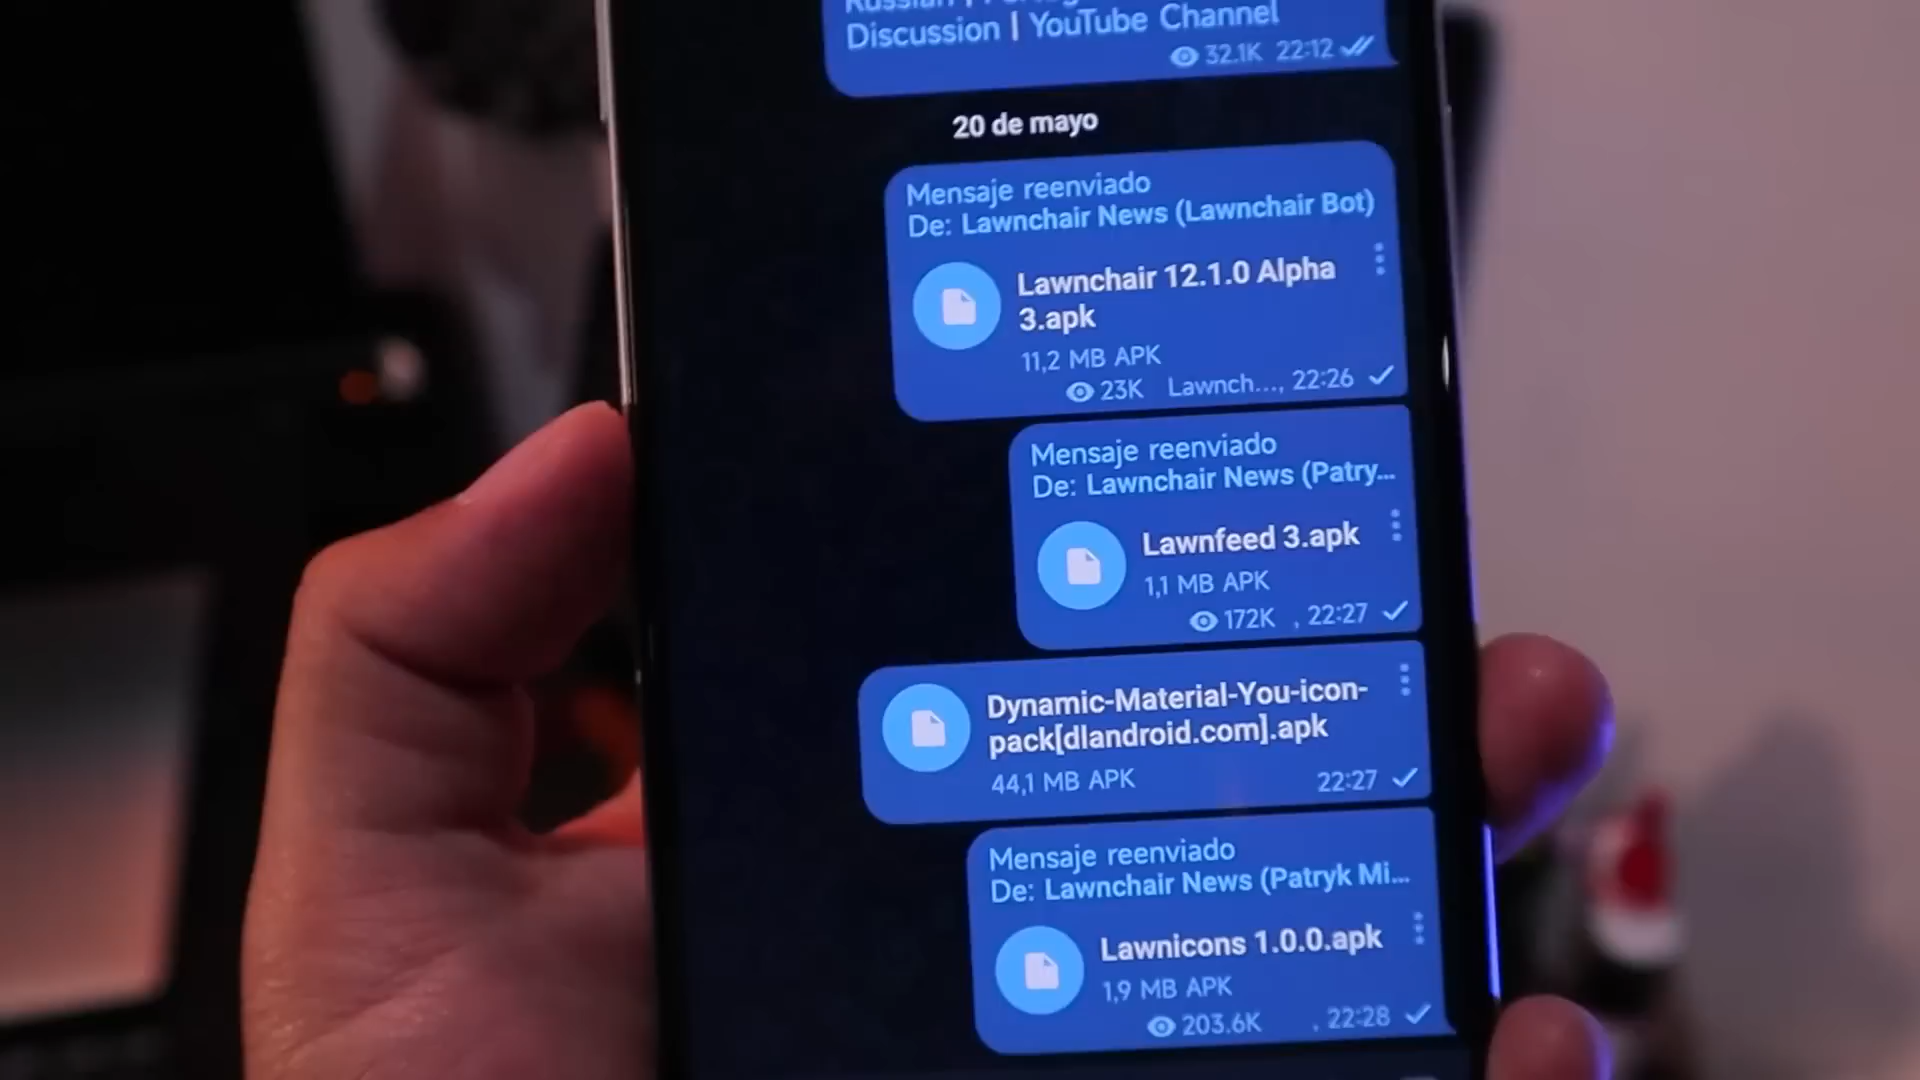 Russian |
Discussion | YouTube Channel
32.1K 22:12
20 de mayo
Mensaje reenviado
De: Lawnchair News (Lawnchair Bot)
Lawnchair 12.1.0 Alpha
3.apk
11,2 MB APK
23K Lawnch..., 22:26
Mensaje reenviado
De: Lawnchair News (Patry...
Lawnfeed 3.apk
1,1 MB APK
172K , 22:27
Dynamic-Material-You-icon-
pack[dlandroid.com].apk
44,1 MB APK 22:27
Mensaje reenviado
De: Lawnchair News (Patryk Mi...
Lawnicons 1.0.0.apk
1,9 MB APK
203.6K , 22:28